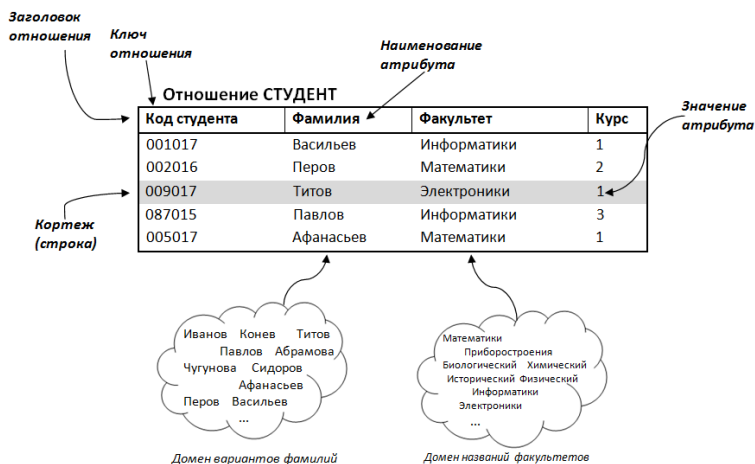 Заголовок
отношения
Ключ
отношения
Наименование
атрибута
Отношение СТУДЕНТ
Значение
атрибута
Код студента Фамилия Факультет Курс
001017 Васильев Информатики 1
002016 Перов Математики 2
009017 Титов Электроники 1
087015 Павлов Информатики 3
005017 Афанасьев Математики 1
Кортеж
(строка)
Иванов Конев Титов
Павлов Абрамова
Чугунова Сидоров
Афанасьев
Перов Васильев
...
Домен вариантов фамилий
Математики
Приборостроения
Биологический Химический
Исторический Физический
Информатики
Электроники
...
Домен названий факультетов